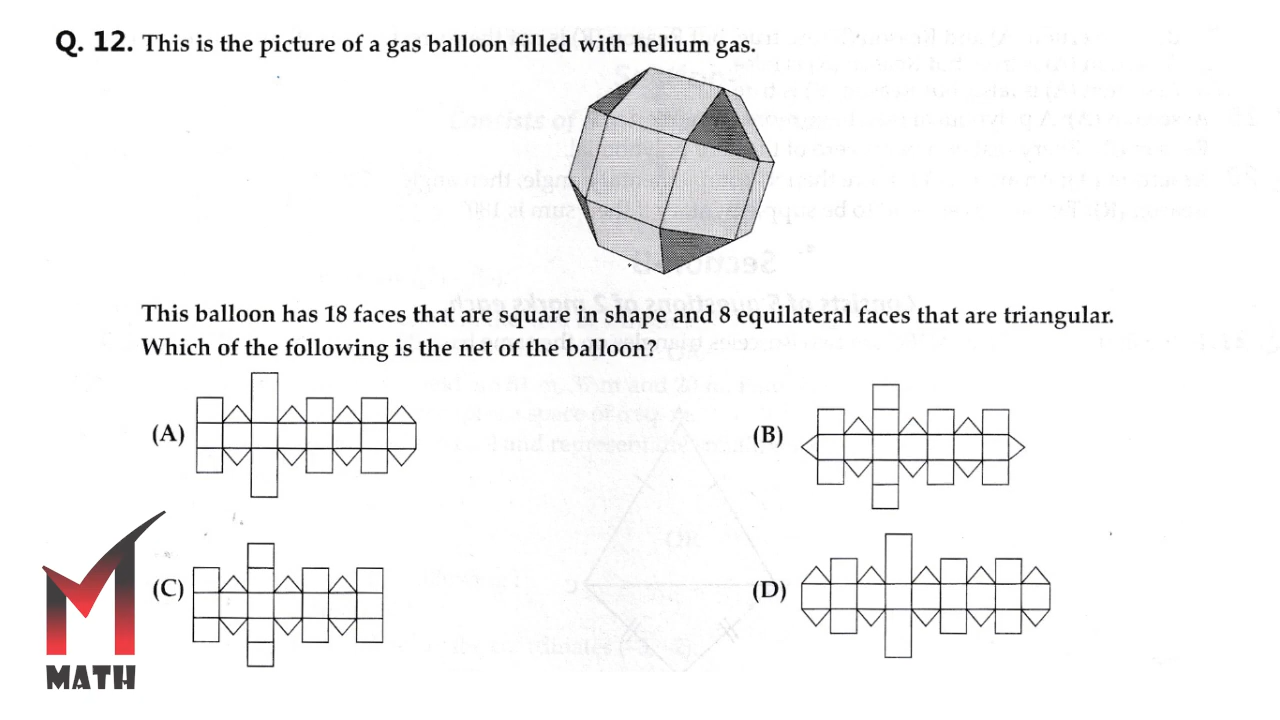 Q. 12. This is the picture of a gas balloon filled with helium gas.
This balloon has 18 faces that are square in shape and 8 equilateral faces that are triangular.
Which of the following is the net of the balloon?
(A)
(B)
(C)
(D)
MATH